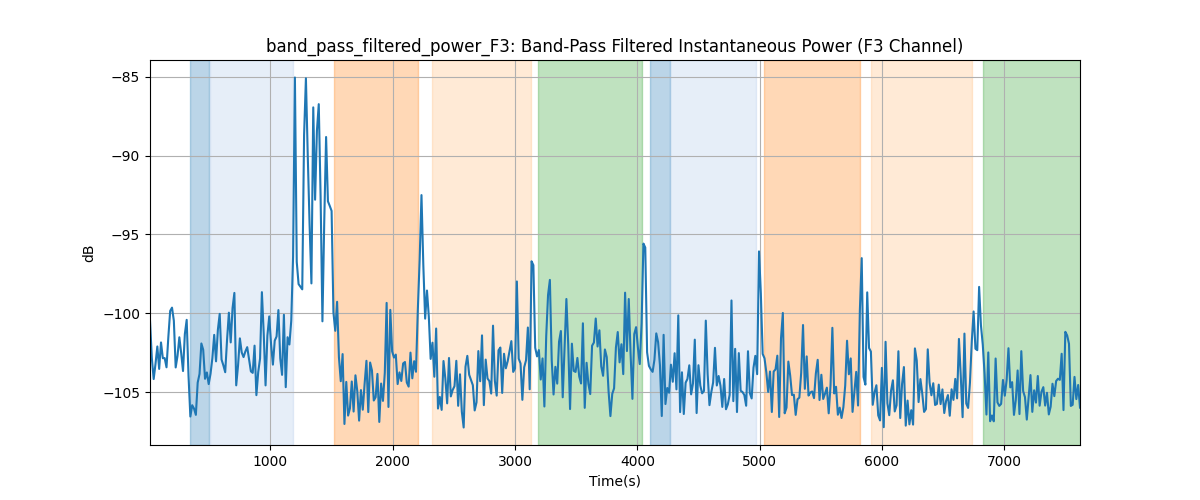 band_pass_filtered_power_F3: Band-Pass Filtered Instantaneous Power (F3 Channel)
−85
−90
−95
−100
−105
dB
1000 2000 3000 4000 5000 6000 7000
Time(s)